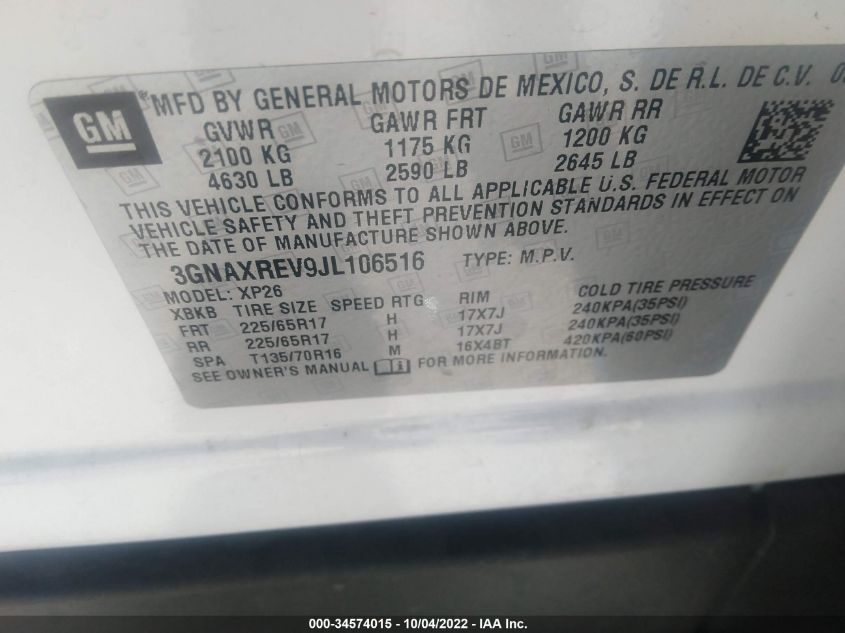 GM
MFD BY GENERAL MOTORS DE MEXICO, S. DE R.L. DE C.V.
GVWR GAWR FRT GAWR RR
2100 KG 1175 KG 1200 KG
4630 LB 2590 LB 2645 LB
THIS VEHICLE CONFORMS TO ALL APPLICABLE U.S. FEDERAL MOTOR
VEHICLE SAFETY AND THEFT PREVENTION STANDARDS IN EFFECT ON
THE DATE OF MANUFACTURE SHOWN ABOVE.
3GNAXREV9JL106516 TYPE: M.P.V.
MODEL: XP26
XBKB TIRE SIZE SPEED RTG RIM COLD TIRE PRESSURE
FRT 225/65R17 H 17X7J 240KPA(35PSI)
RR 225/65R17 H 17X7J 240KPA(35PSI)
SPA T135/70R16 M 16X4BT 420KPA(60PSI)
SEE OWNER'S MANUAL FOR MORE INFORMATION.
000-34574015 - 10/04/2022 - IAA Inc.